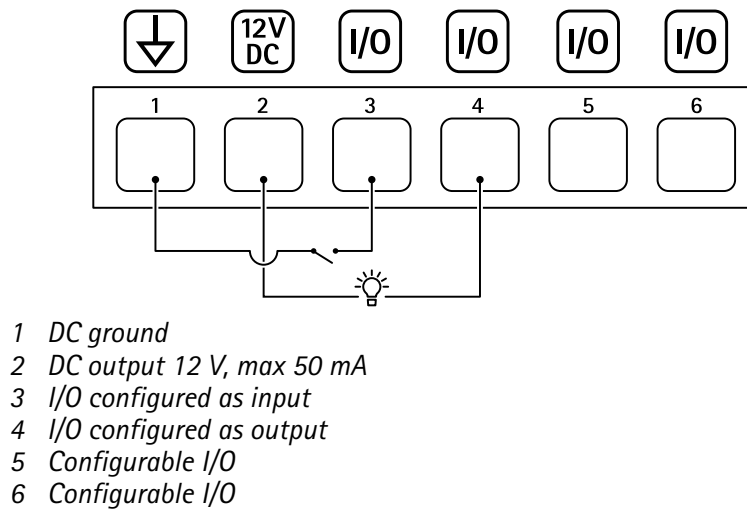 12V DC I/O I/O I/O I/O
1 2 3 4 5 6
1 DC ground
2 DC output 12 V, max 50 mA
3 I/O configured as input
4 I/O configured as output
5 Configurable I/O
6 Configurable I/O